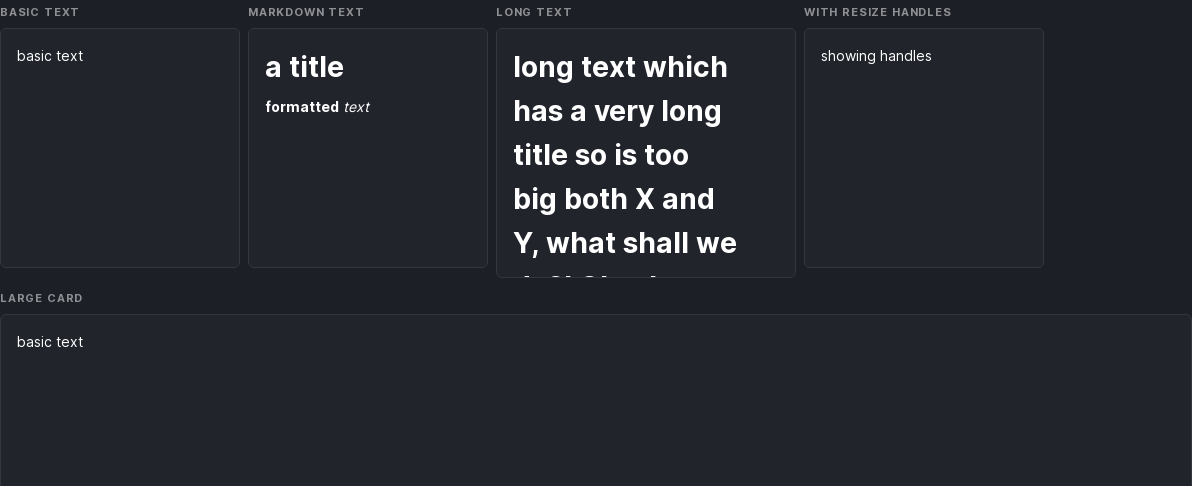 BASIC TEXT
basic text
MARKDOWN TEXT
a title
formatted text
LONG TEXT
long text which
has a very long
title so is too
big both X and
Y, what shall we
WITH RESIZE HANDLES
showing handles
LARGE CARD
basic text